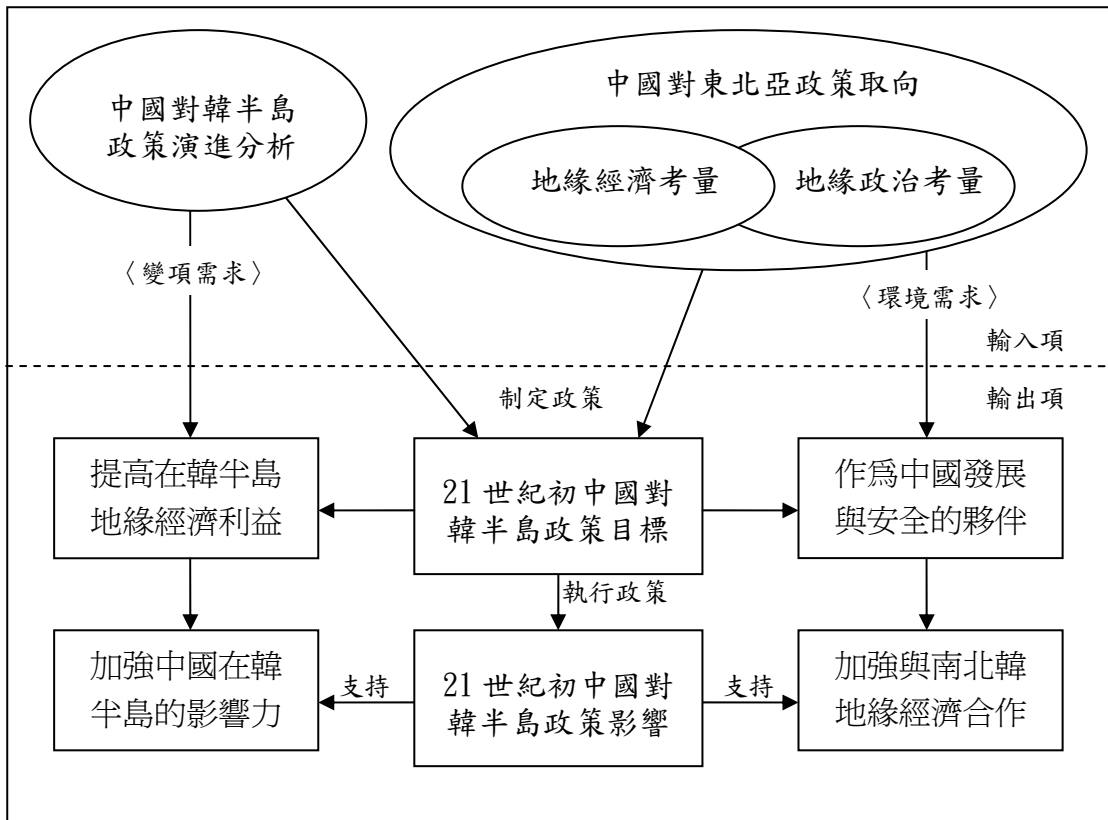 中國對韓半島
政策演進分析
中國對東北亞政策取向
地緣經濟考量
地緣政治考量
〈變項需求〉
〈環境需求〉
輸入項
制定政策
輸出項
提高在韓半島
地緣經濟利益
21 世紀初中國對
韓半島政策目標
作為中國發展
與安全的夥伴
執行政策
加強中國在韓
半島的影響力
支持
21 世紀初中國對
韓半島政策影響
支持
加強與南北韓
地緣經濟合作